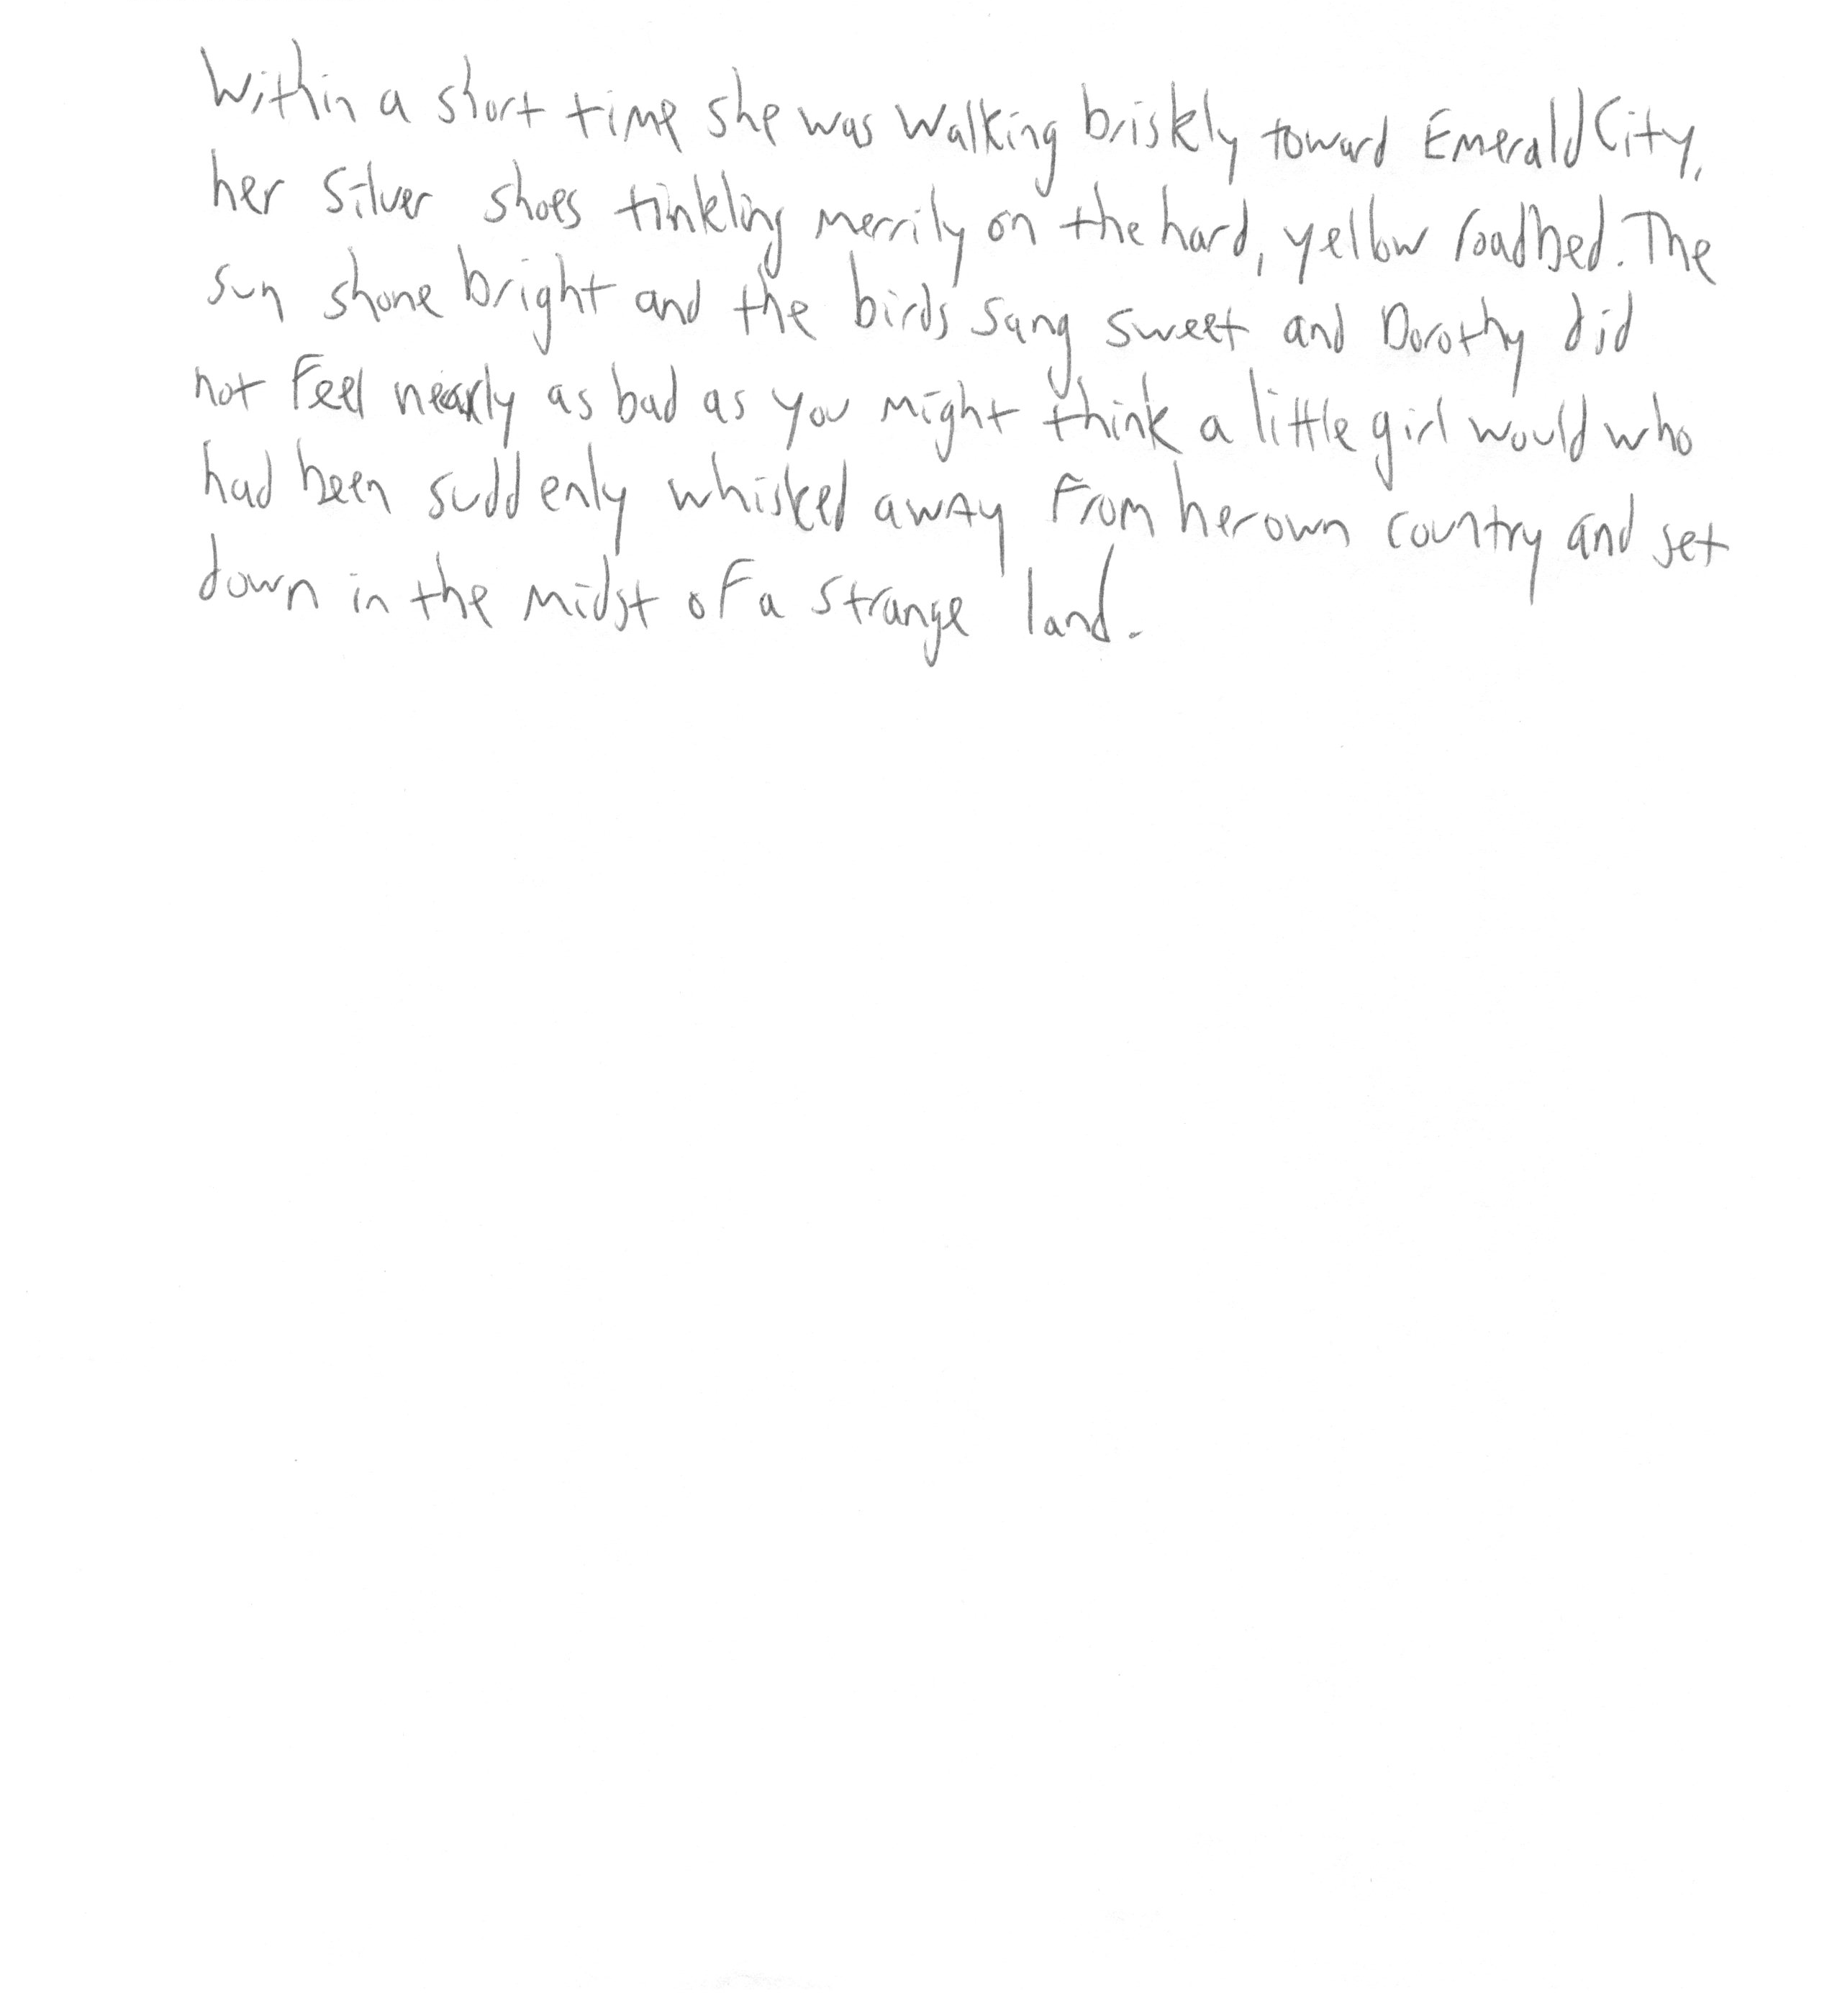 Within a short time she was walking briskly toward Emerald City,
her silver shoes tinkling merrily on the hard, yellow roadbed. The
sun shone bright and the birds sang sweet and Dorothy did
not feel nearly as bad as you might think a little girl would who
had been suddenly whisked away from her own country and set
down in the midst of a strange land.